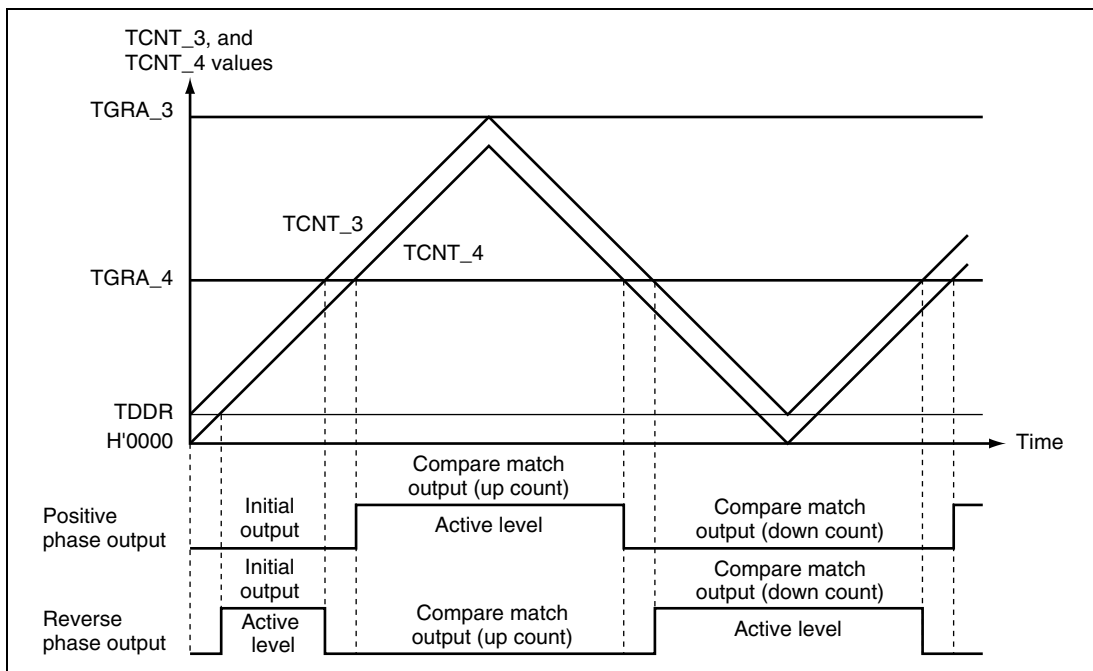 TCNT_3, and
TCNT_4 values
TGRA_3
TCNT_3
TCNT_4
TGRA_4
TDDR
H'0000
Time
Compare match
output (up count)
Positive
phase output
Initial
output
Active level
Compare match
output (down count)
Initial
output
Compare match
output (down count)
Reverse
phase output
Active
level
Compare match
output (up count)
Active level